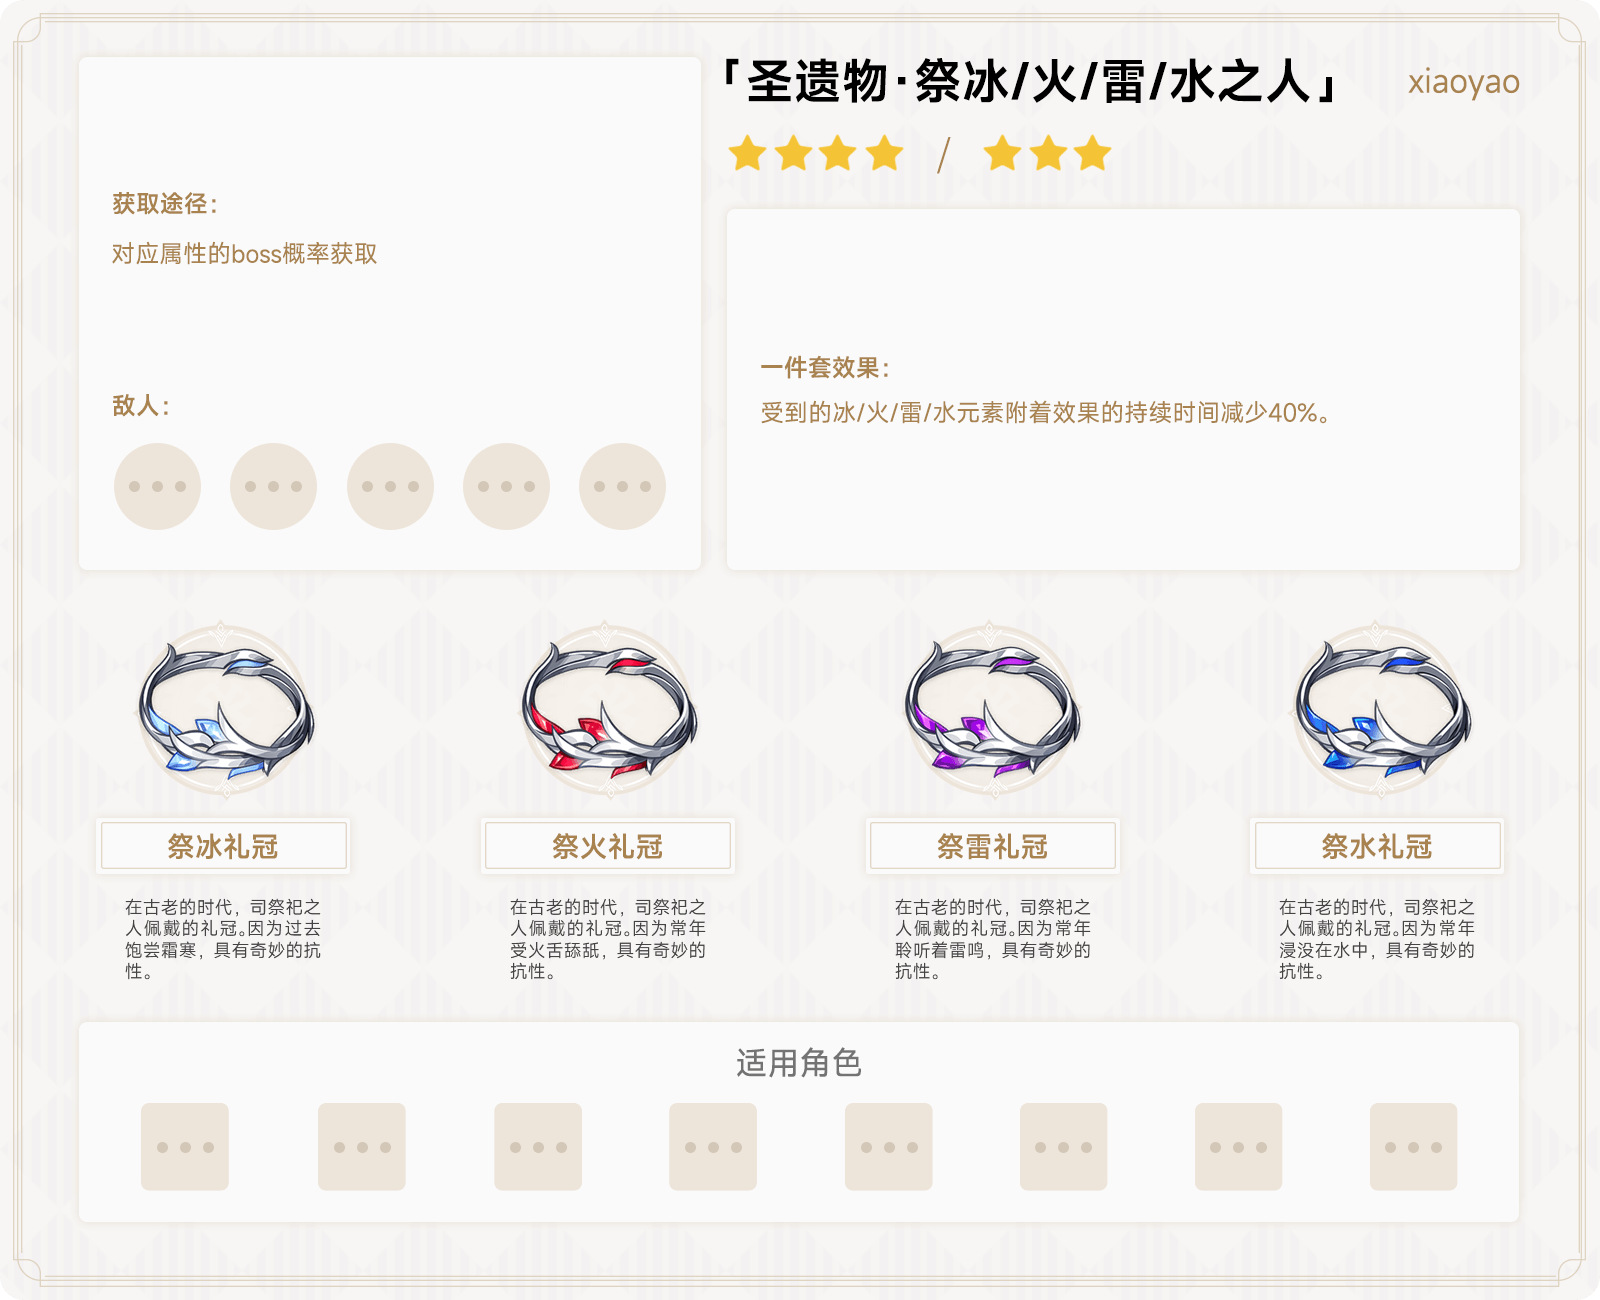 「圣遗物·祭冰/火/雷/水之人」
xiaoyao
/
获取途径：
对应属性的boss概率获取
敌人：
一件套效果：
受到的冰/火/雷/水元素附着效果的持续时间减少40%。
祭冰礼冠
在古老的时代，司祭祀之
人佩戴的礼冠。因为过去
饱尝霜寒，具有奇妙的抗
性。
祭火礼冠
在古老的时代，司祭祀之
人佩戴的礼冠。因为常年
受火舌舔舐，具有奇妙的
抗性。
祭雷礼冠
在古老的时代，司祭祀之
人佩戴的礼冠。因为常年
聆听着雷鸣，具有奇妙的
抗性。
祭水礼冠
在古老的时代，司祭祀之
人佩戴的礼冠。因为常年
浸没在水中，具有奇妙的
抗性。
适用角色